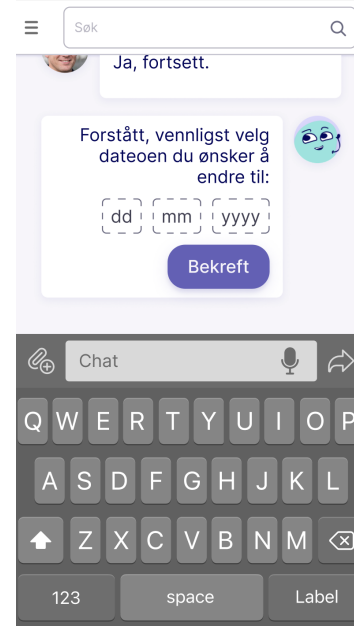 Søk
Ja, fortsett.
Forstått, vennligst velg
dateoen du ønsker å
endre til:
dd mm yyyy
Bekreft
Chat
Q W E R T Y U I O P
A S D F G H J K L
Z X C V B N M
123 space Label